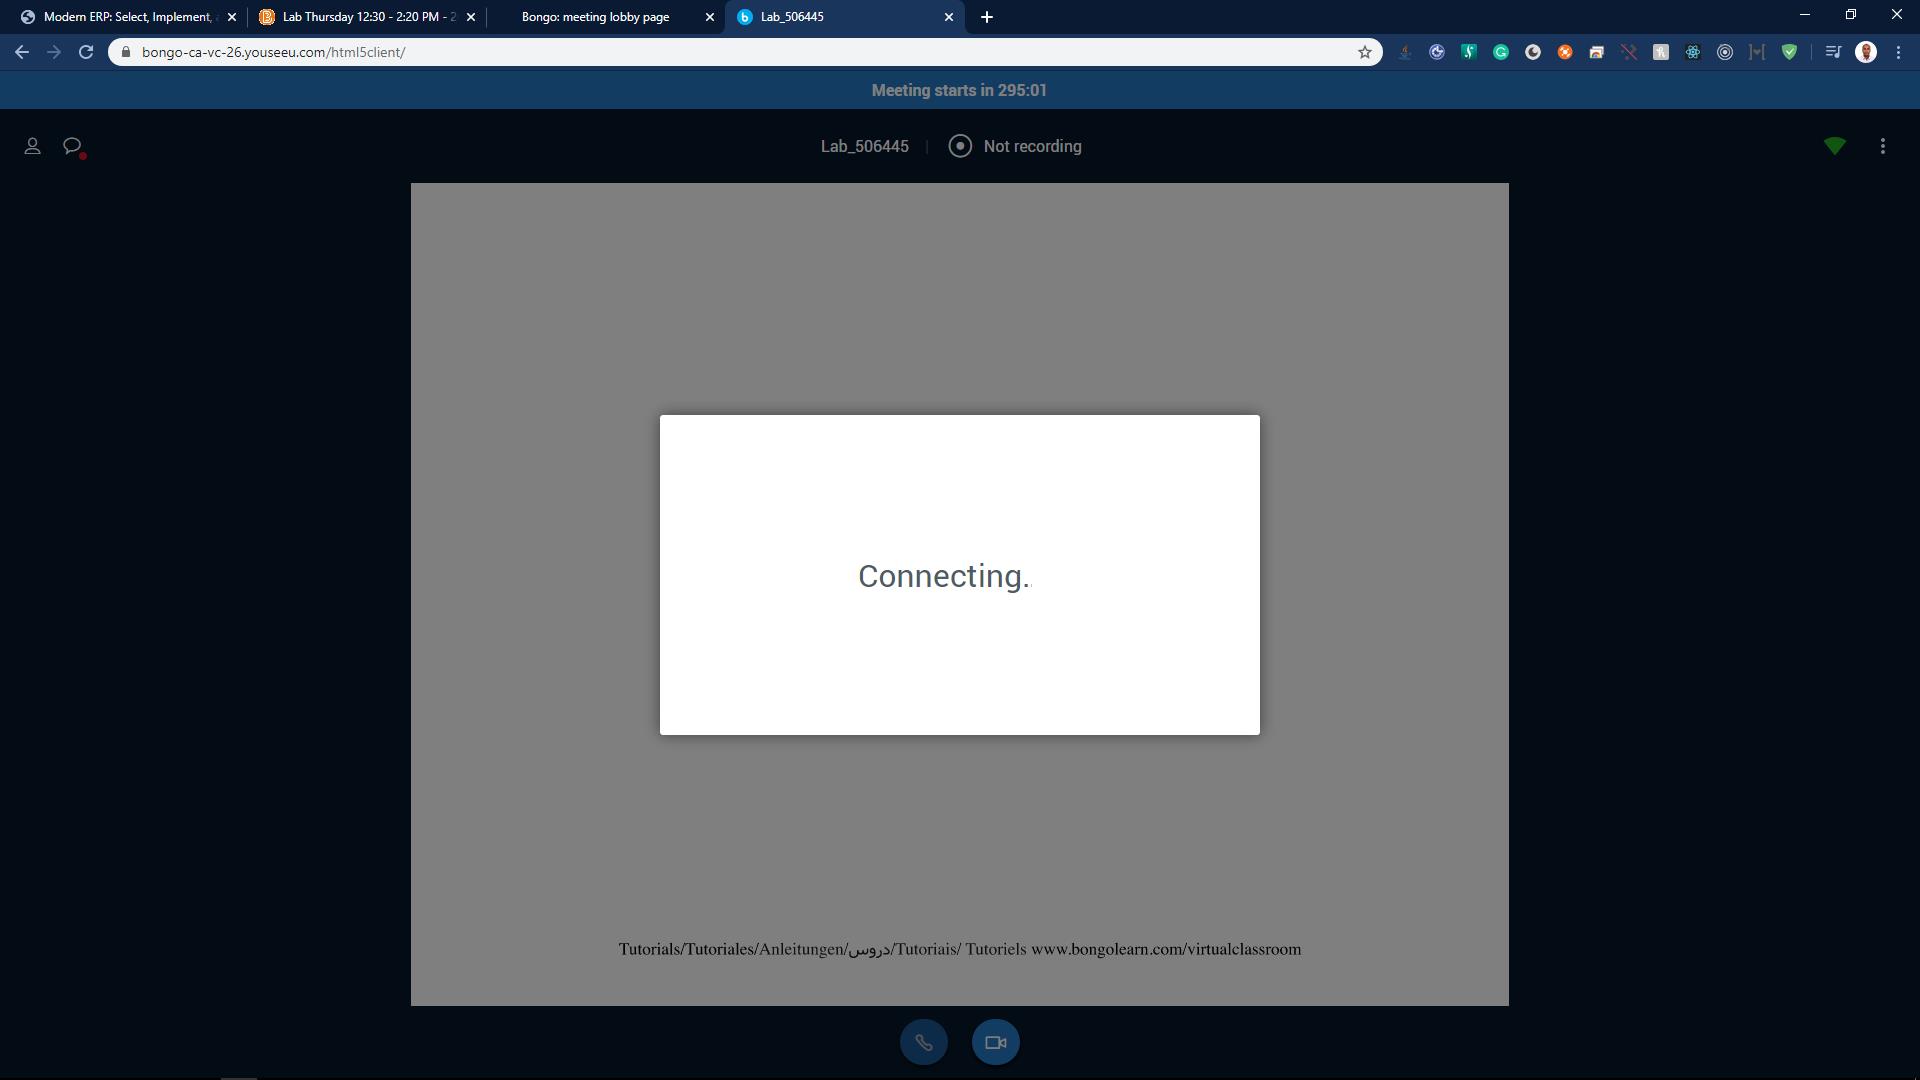 Modern ERP: Select, Implement,
Lab Thursday 12:30 - 2:20 PM - 2
Bongo: meeting lobby page
Lab_506445
bongo-ca-vc-26.youseeu.com/html5client/
Meeting starts in 295:01
Lab_506445
Not recording
Connecting..
Tutorials/Tutoriales/Anleitungen/دروس/Tutoriais/ Tutoriels www.bongolearn.com/virtualclassroom